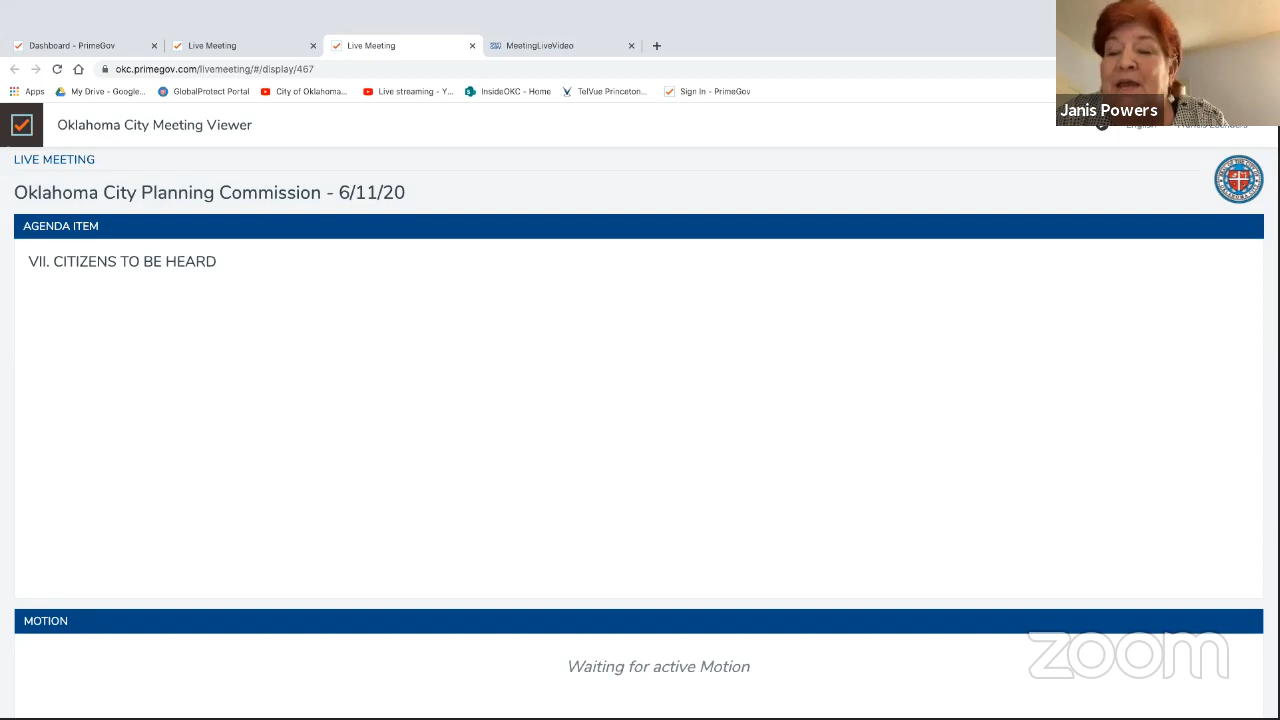 Dashboard - PrimeGov
Live Meeting
Live Meeting
MeetingLiveVideo
okc.primegov.com/livemeeting/#/display/467
Apps
My Drive - Google...
GlobalProtect Portal
City of Oklahoma...
Live streaming - Y...
InsideOKC - Home
TelVue Princeton...
Sign In - PrimeGov
Janis Powers
Oklahoma City Meeting Viewer
LIVE MEETING
Oklahoma City Planning Commission - 6/11/20
AGENDA ITEM
VII. CITIZENS TO BE HEARD
MOTION
Waiting for active Motion
zoom